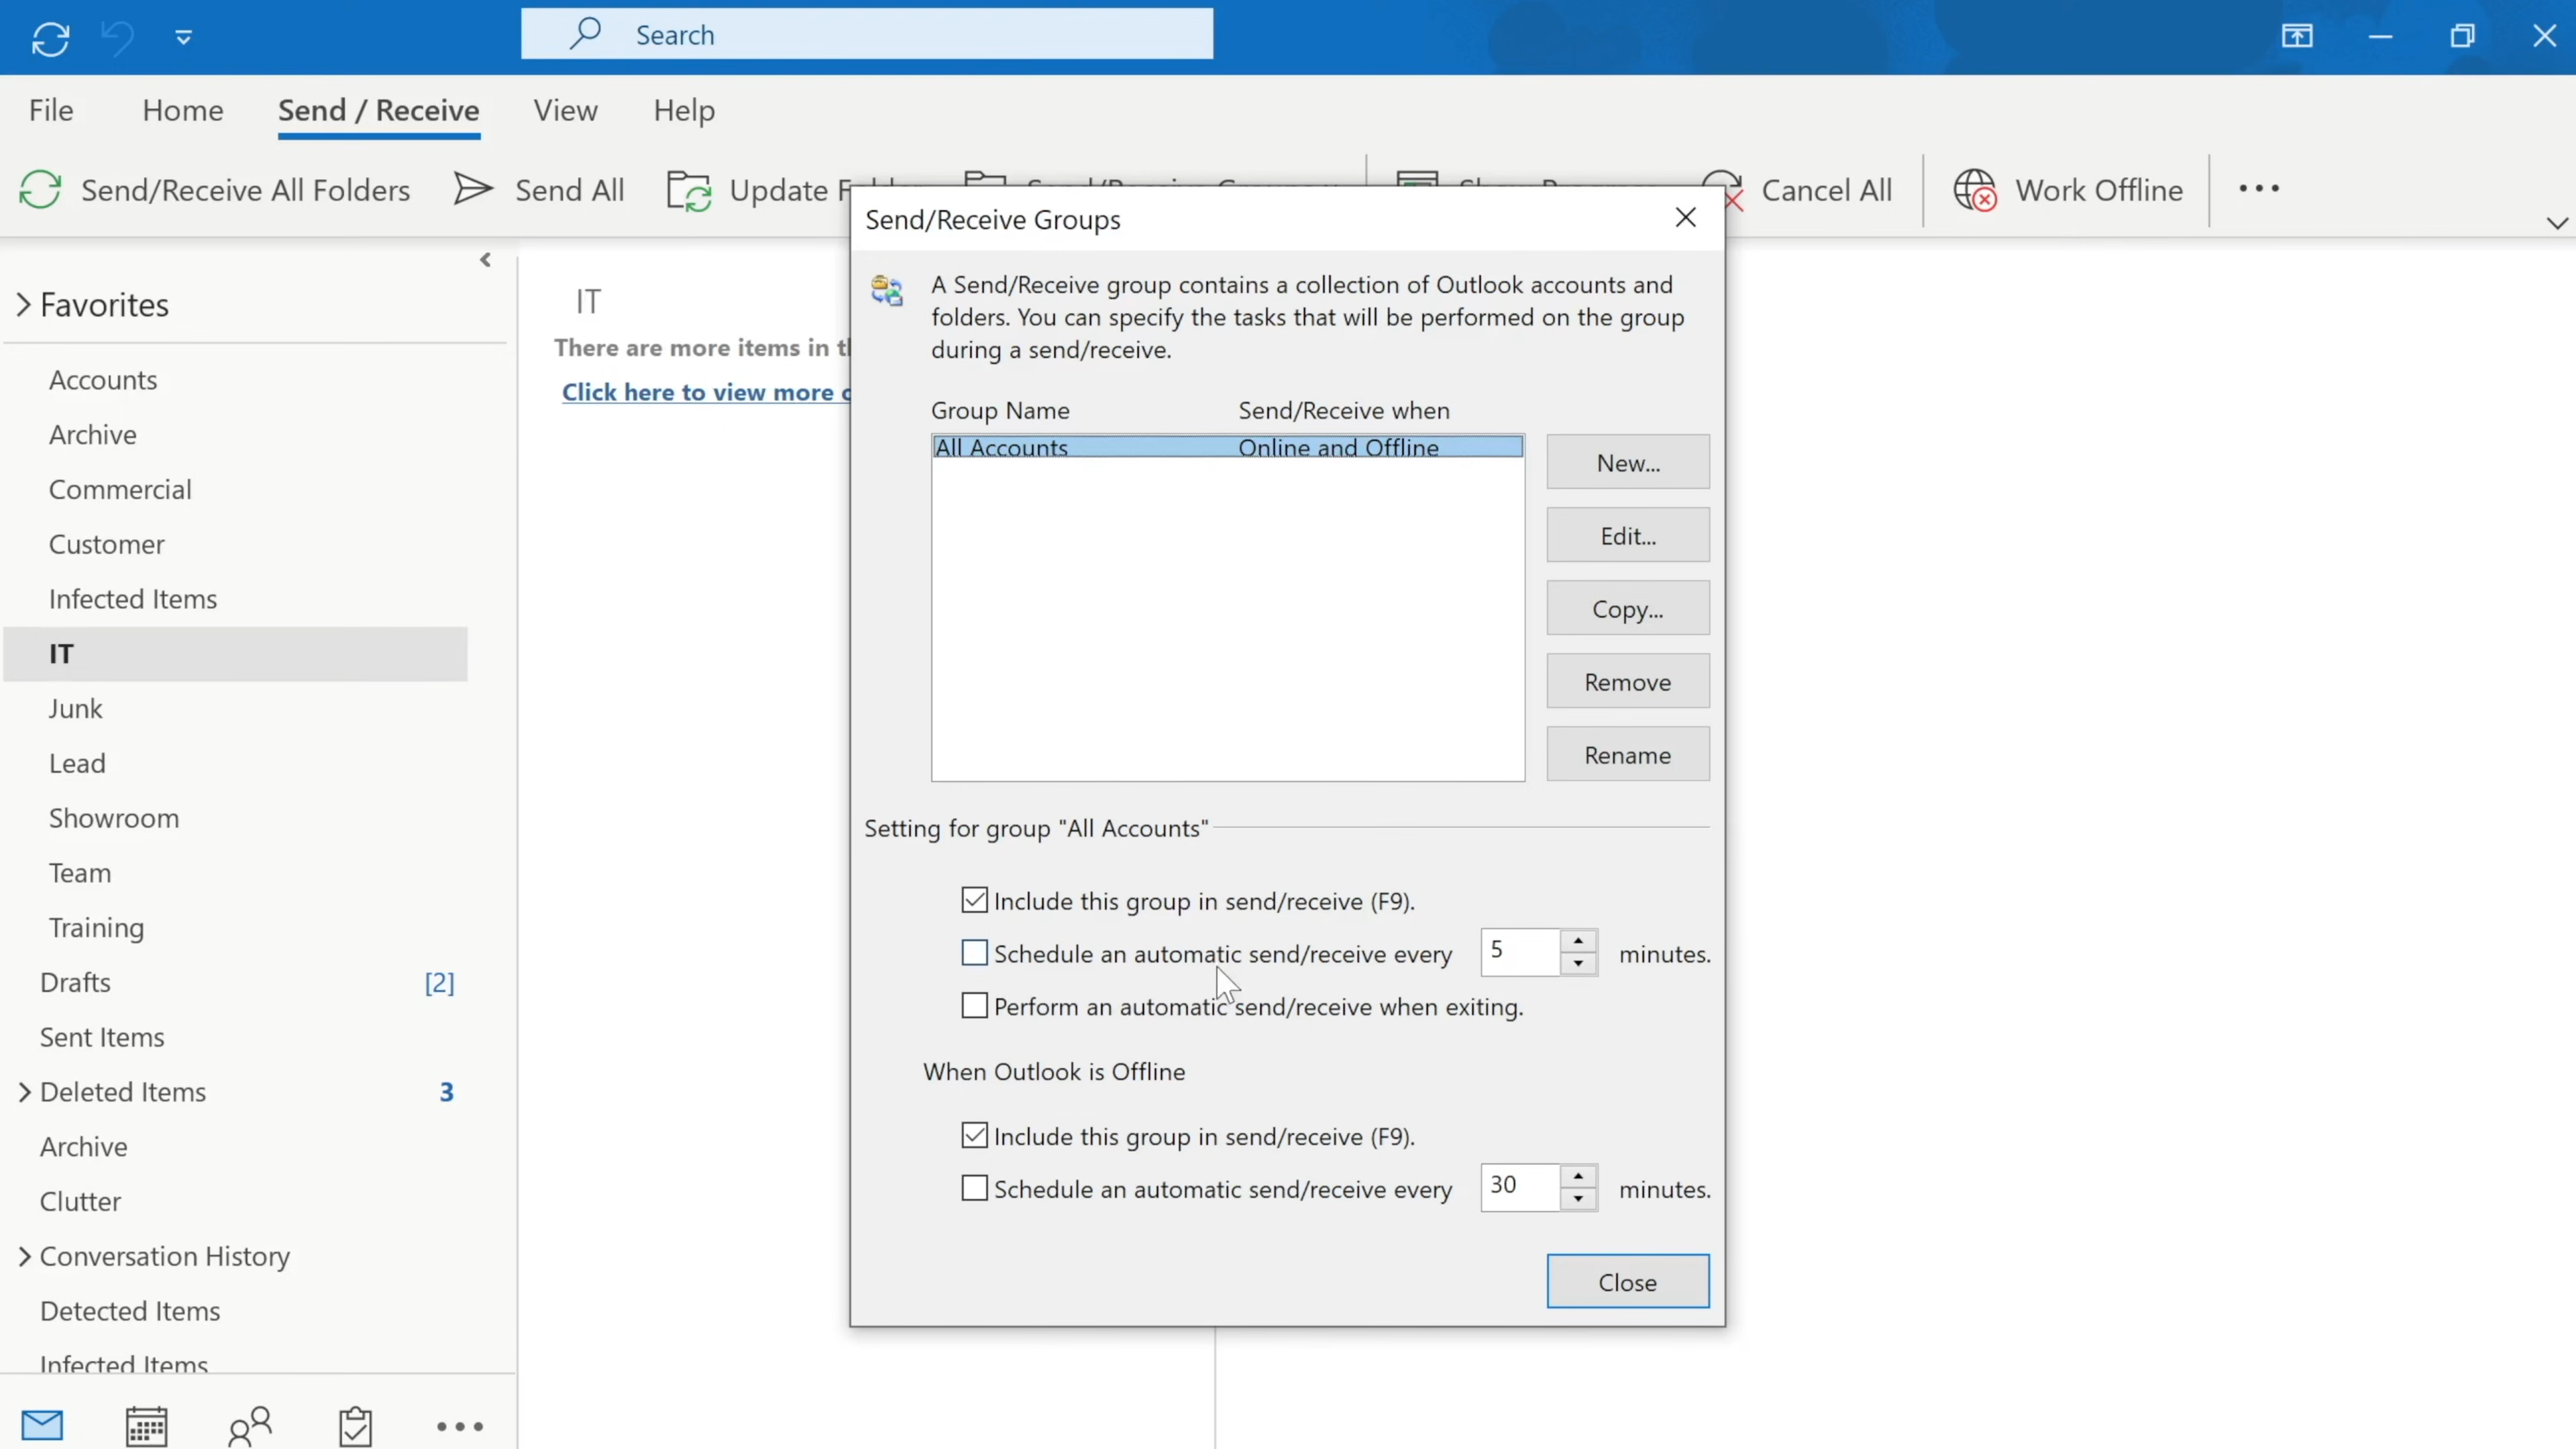 Search
File Home Send / Receive View Help
Send/Receive All Folders Send All Update Cancel All Work Offline
Send/Receive Groups
A Send/Receive group contains a collection of Outlook accounts and
folders. You can specify the tasks that will be performed on the group
during a send/receive.
Group Name Send/Receive when
All Accounts Online and Offline
New...
Edit...
Copy...
Remove
Rename
Setting for group "All Accounts"
Include this group in send/receive (F9).
Schedule an automatic send/receive every 5 minutes.
Perform an automatic send/receive when exiting.
When Outlook is Offline
Include this group in send/receive (F9).
Schedule an automatic send/receive every 30 minutes.
Close
Favorites
Accounts
Archive
Commercial
Customer
Infected Items
IT
Junk
Lead
Showroom
Team
Training
Drafts [2]
Sent Items
Deleted Items 3
Archive
Clutter
Conversation History
Detected Items
Infected Items
IT
There are more items in
Click here to view more